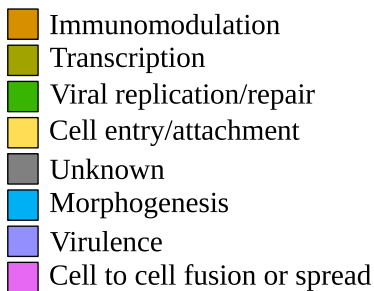 Immunomodulation
Transcription
Viral replication/repair
Cell entry/attachment
Unknown
Morphogenesis
Virulence
Cell to cell fusion or spread